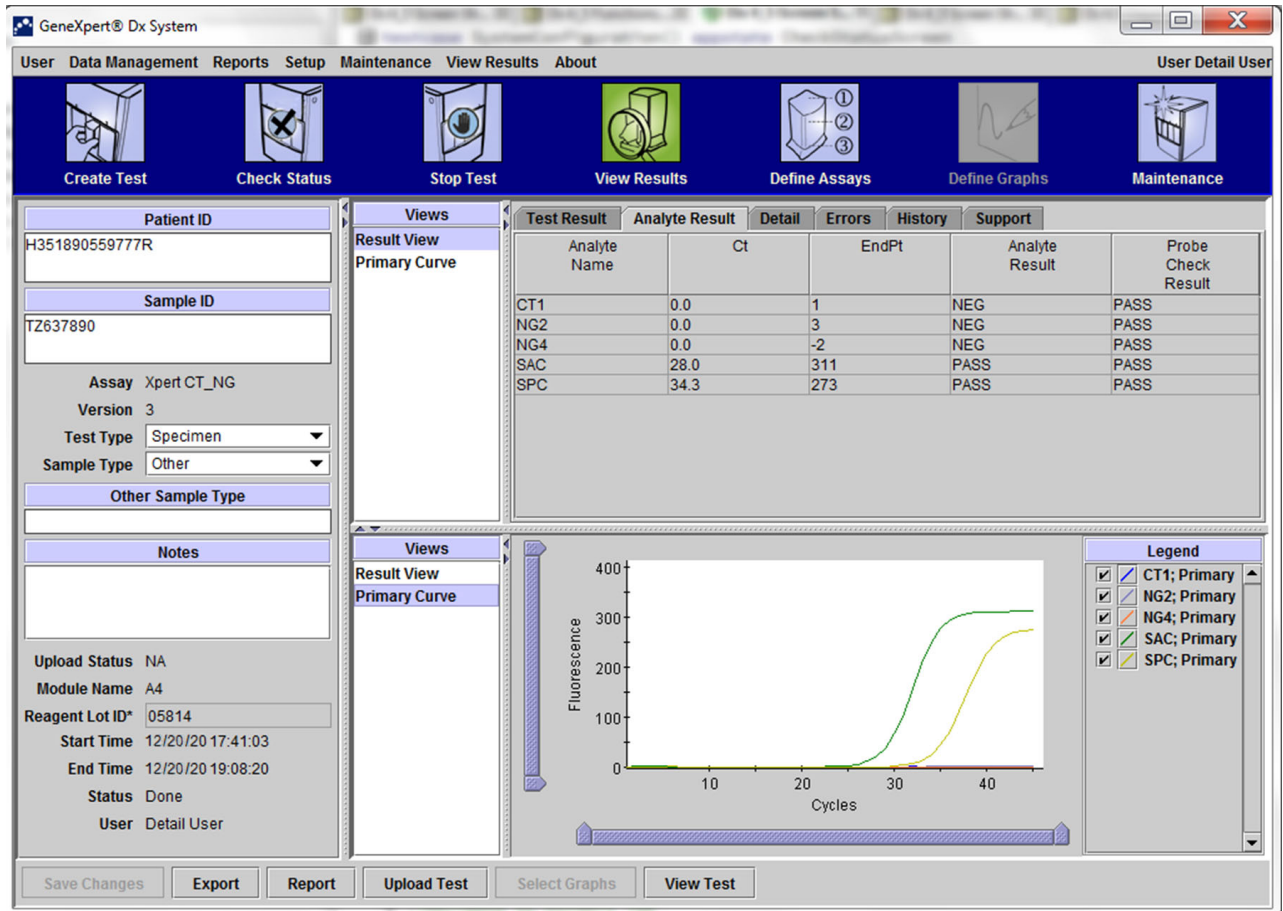 GeneXpert® Dx System
User Data Management Reports Setup Maintenance View Results About User Detail User
Create Test Check Status Stop Test View Results Define Assays Define Graphs Maintenance
Patient ID
H351890559777R
Sample ID
TZ637890
Assay Xpert CT_NG
Version 3
Test Type Specimen
Sample Type Other
Other Sample Type
Notes
Upload Status NA
Module Name A4
Reagent Lot ID* 05814
Start Time 12/20/20 17:41:03
End Time 12/20/20 19:08:20
Status Done
User Detail User
Views
Result View
Primary Curve
Test Result Analyte Result Detail Errors History Support
Analyte Name Ct EndPt Analyte Result Probe Check Result
CT1 0.0 1 NEG PASS
NG2 0.0 3 NEG PASS
NG4 0.0 -2 NEG PASS
SAC 28.0 311 PASS PASS
SPC 34.3 273 PASS PASS
Views
Result View
Primary Curve
400
300
200
100
0
Fluorescence
10 20 30 40
Cycles
Legend
CT1; Primary
NG2; Primary
NG4; Primary
SAC; Primary
SPC; Primary
Save Changes Export Report Upload Test Select Graphs View Test